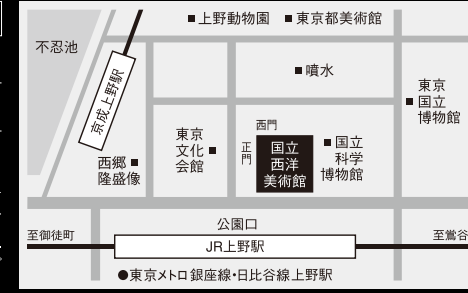 ■上野動物園 ■東京都美術館
不忍池
京成上野駅
■噴水
東京
■国立
博物館
東京
文化■
会館
西門
正門
国立
西洋
美術館
■国立
科学
博物館
西郷■
隆盛像
公園口
至御徒町
JR上野駅
至鶯谷
●東京メトロ銀座線・日比谷線上野駅